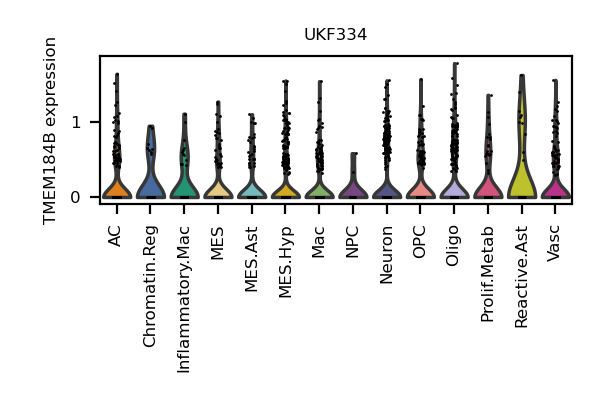 UKF334
TMEM184B expression
1
0
AC
Chromatin.Reg
Inflammatory.Mac
MES
MES.Ast
MES.Hyp
Mac
NPC
Neuron
OPC
Oligo
Prolif.Metab
Reactive.Ast
Vasc